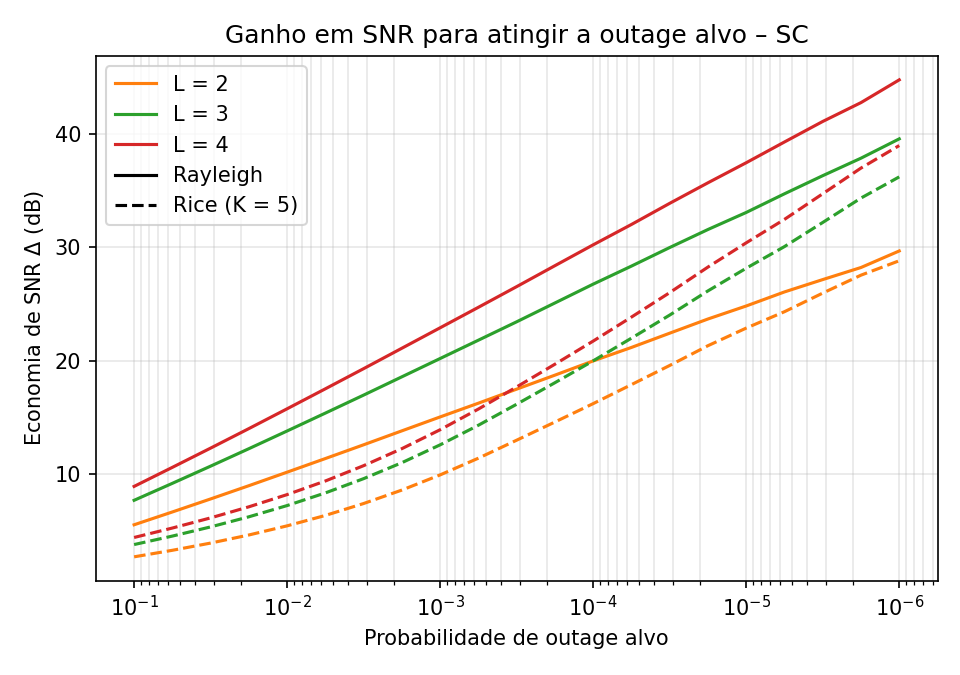 Ganho em SNR para atingir a outage alvo – SC
L = 2
L = 3
L = 4
Rayleigh
Rice (K = 5)
Economia de SNR Δ (dB)
40
30
20
10
10⁻¹ 10⁻² 10⁻³ 10⁻⁴ 10⁻⁵ 10⁻⁶
Probabilidade de outage alvo